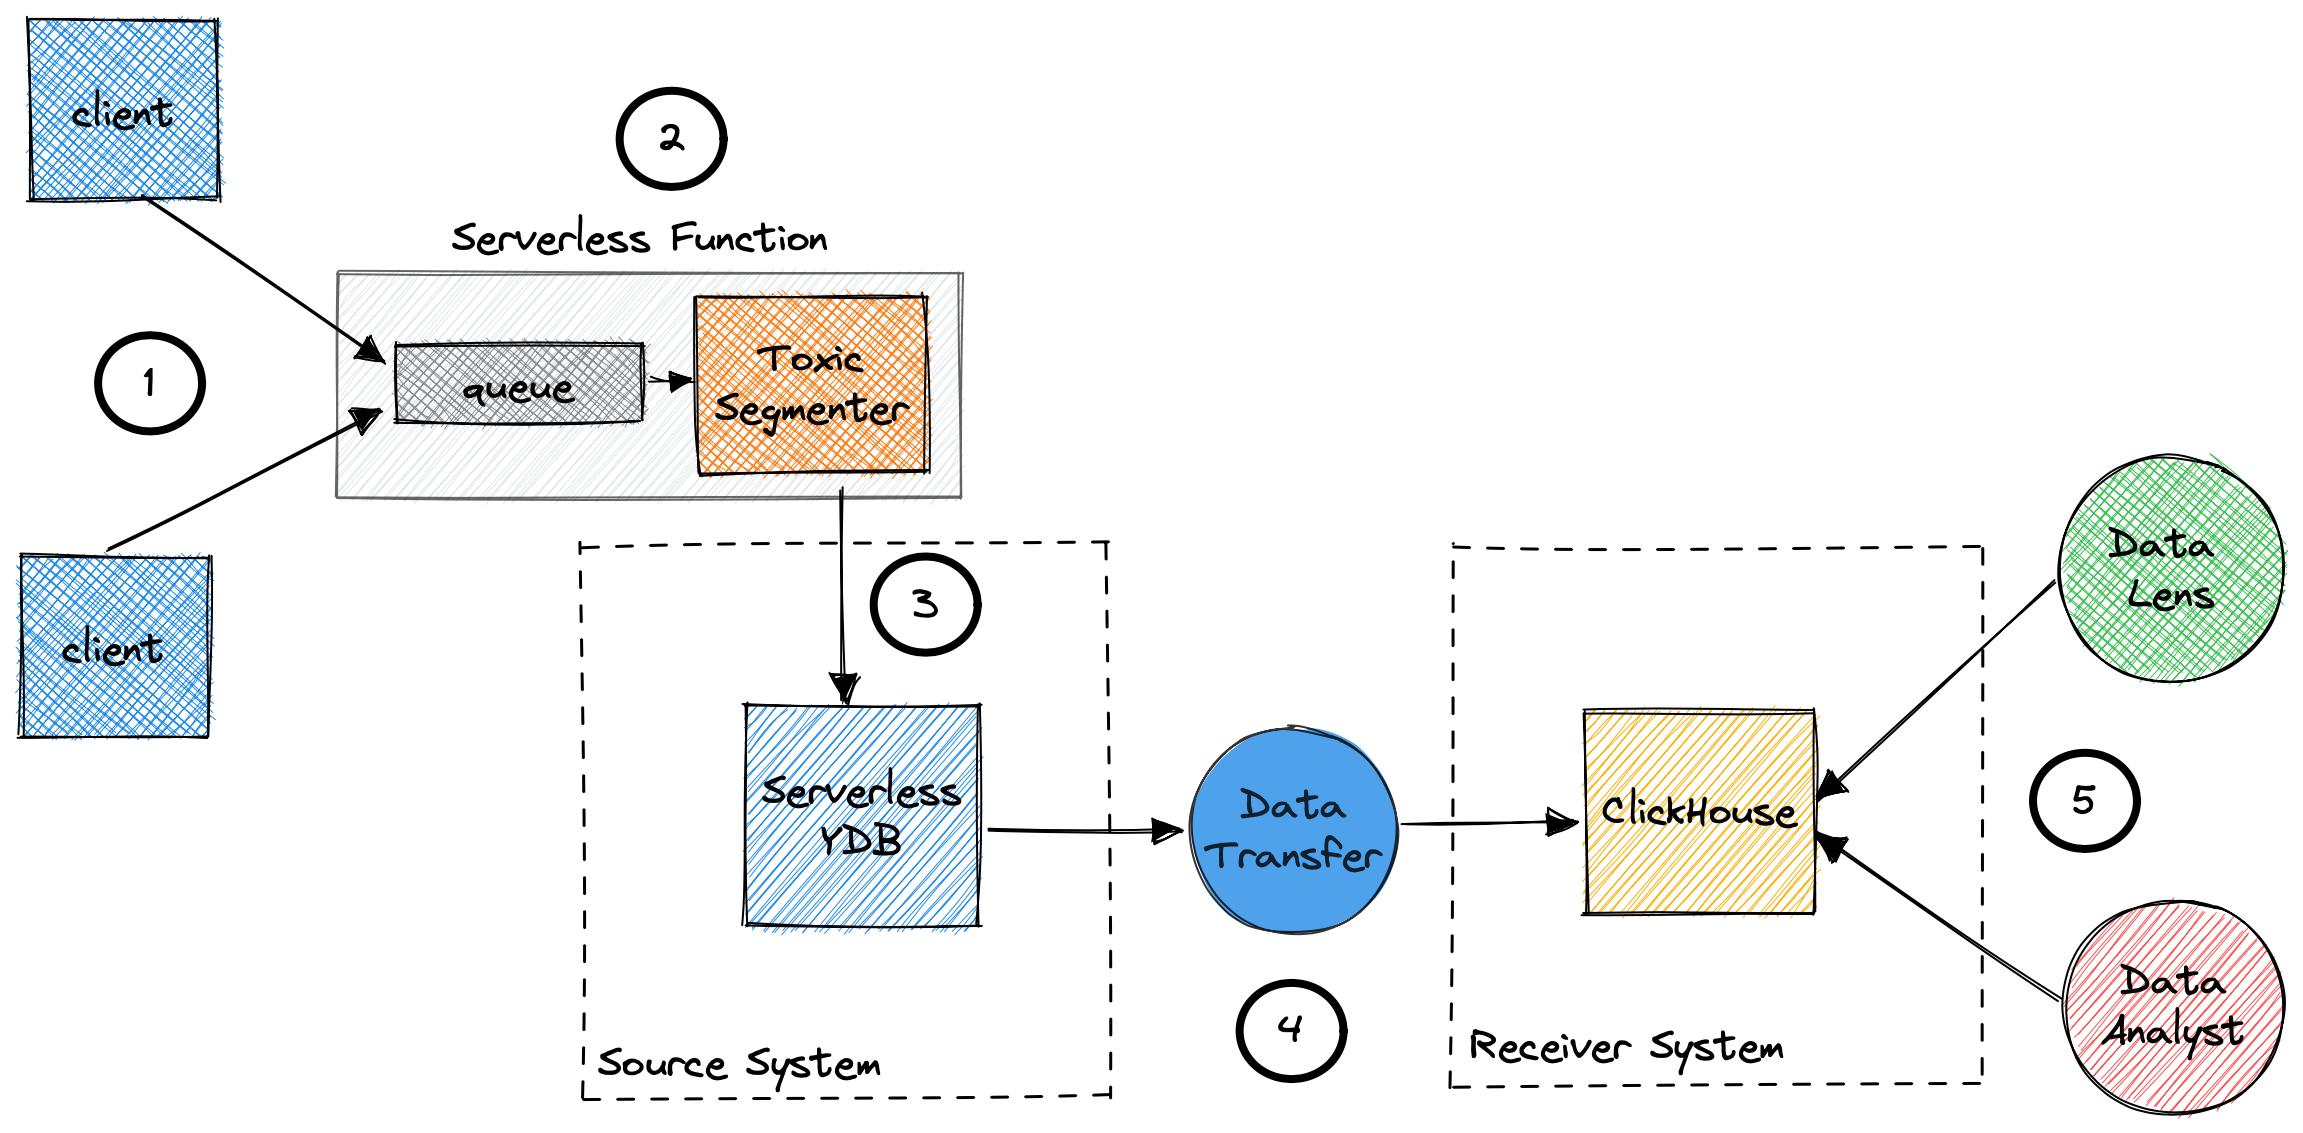 client
2
Serverless Function
1
queue
Toxic
Segmenter
client
3
Serverless
YDB
Source System
Data
Transfer
4
ClickHouse
Receiver System
Data
Lens
5
Data
Analyst